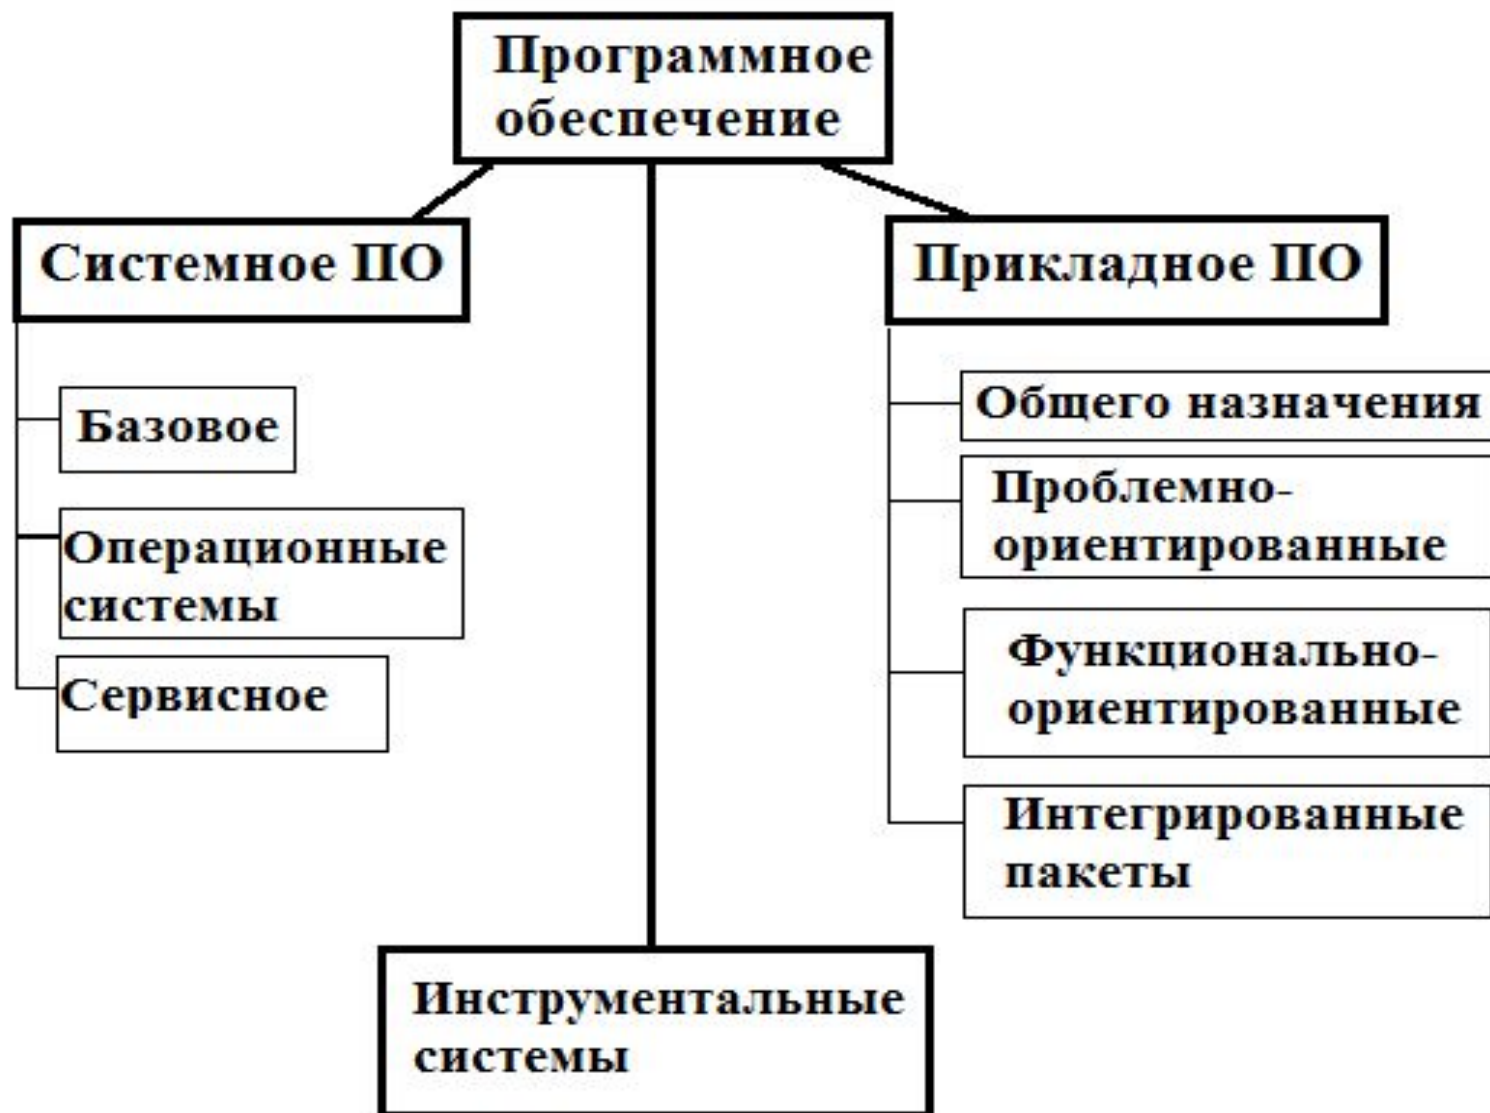 Программное
обеспечение
Системное ПО
Прикладное ПО
Базовое
Операционные
системы
Сервисное
Общего назначения
Проблемно-
ориентированные
Функционально-
ориентированные
Интегрированные
пакеты
Инструментальные
системы